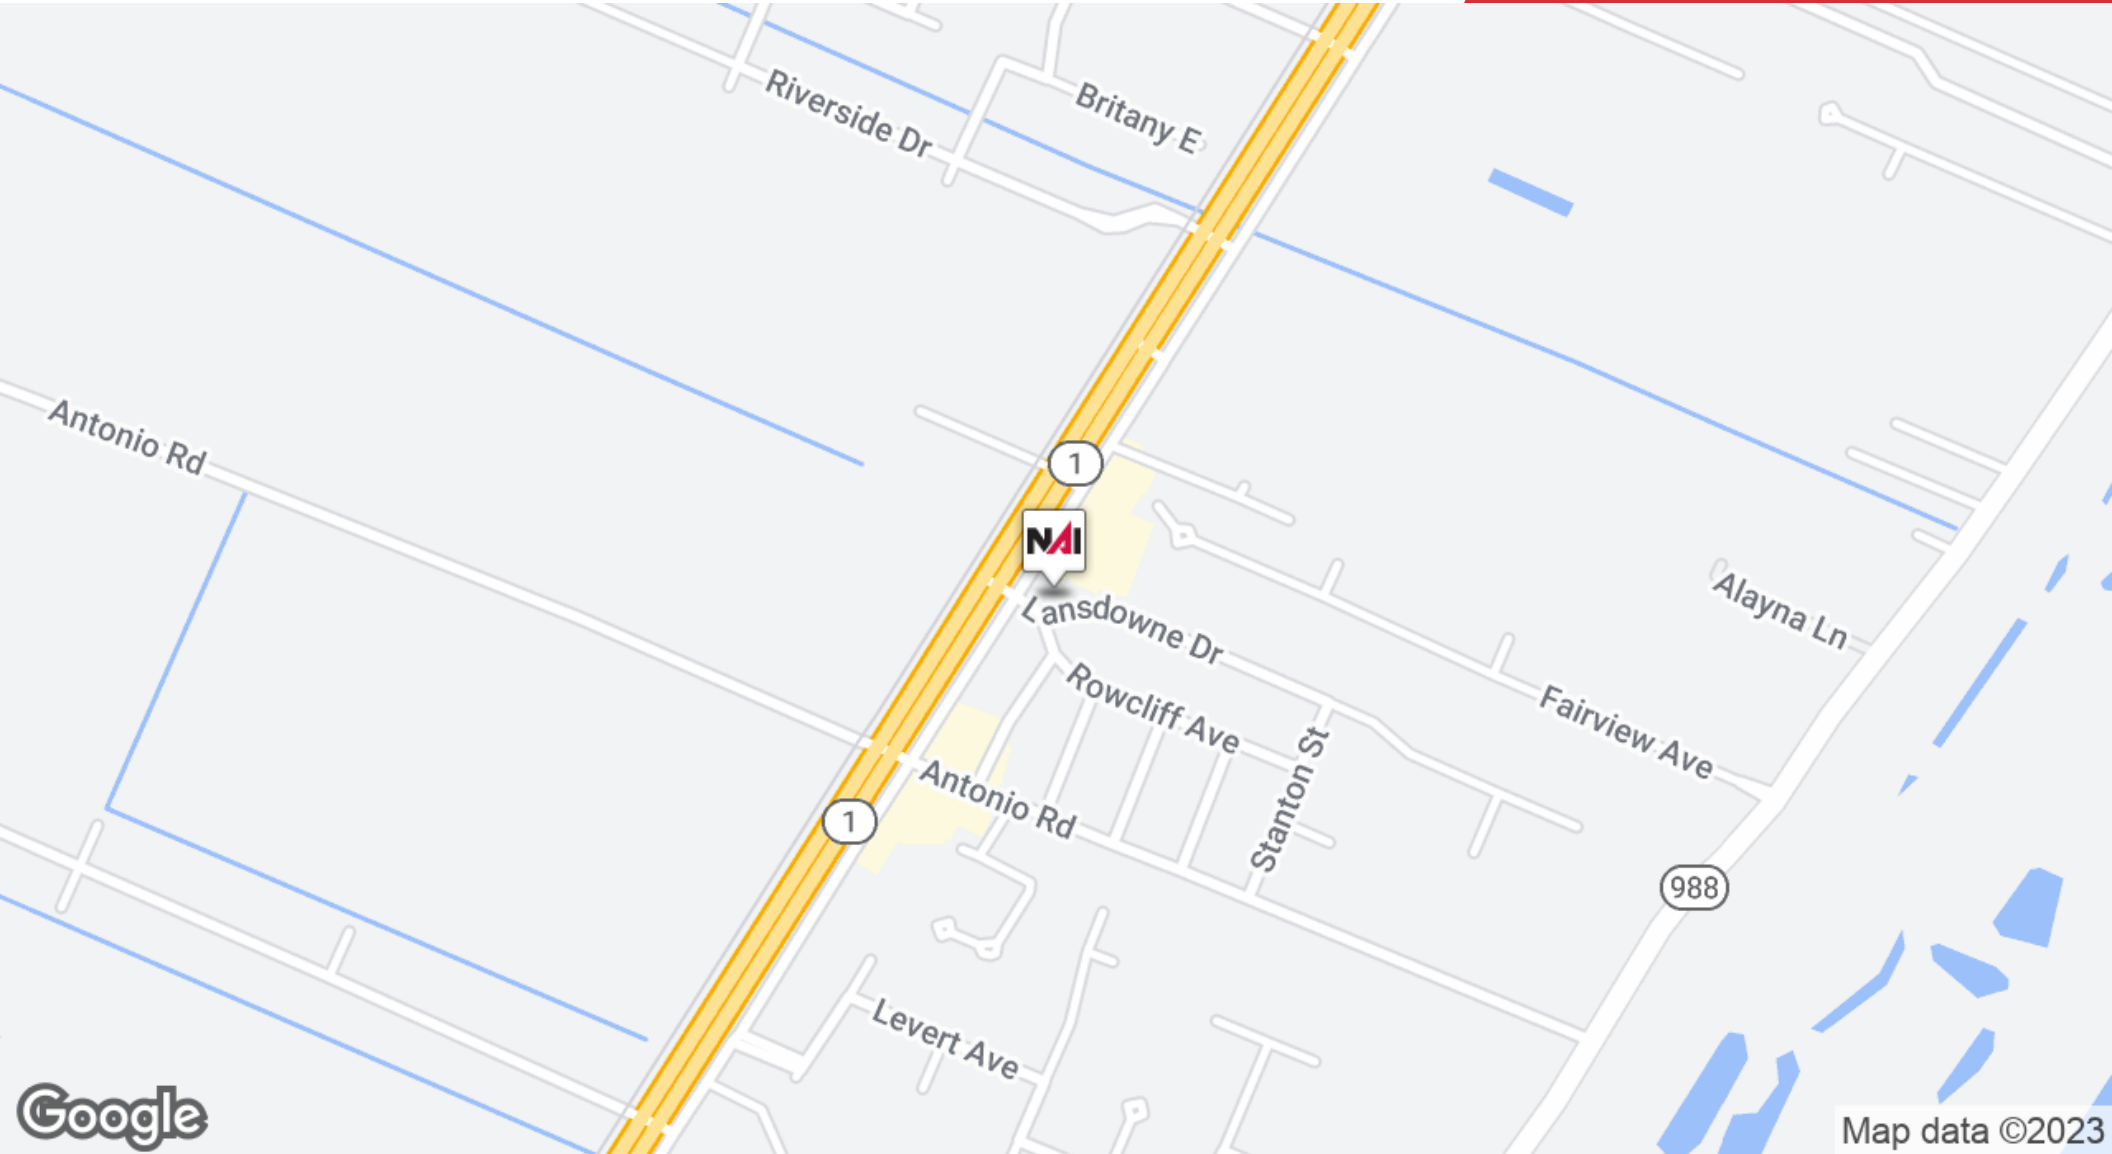 Riverside Dr
Britany E
Antonio Rd
1
NAI
Lansdowne Dr
Alayna Ln
Rowcliff Ave
Fairview Ave
Stanton St
Antonio Rd
1
988
Levert Ave
Google
Map data ©2023